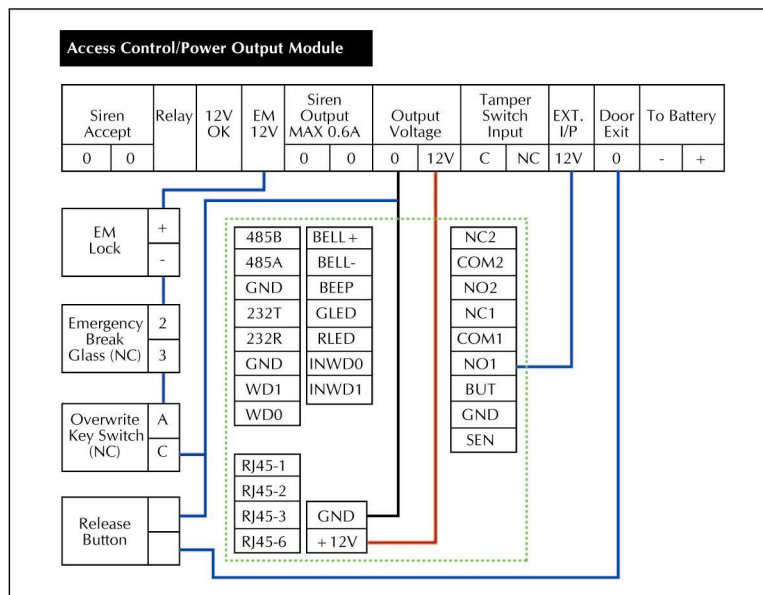 Access Control/Power Output Module
Siren Accept
0 0
Relay
12V OK
EM 12V
Siren Output MAX 0.6A
0 0
Output Voltage
0 12V
Tamper Switch Input
C NC
EXT. I/P
12V
Door Exit
0
To Battery
- +
EM Lock
+
-
Emergency Break Glass (NC)
2
3
Overwrite Key Switch (NC)
A
C
Release Button
485B
485A
GND
232T
232R
GND
WD1
WD0
BELL+
BELL-
BEEP
GLED
RLED
INWD0
INWD1
RJ45-1
RJ45-2
RJ45-3
RJ45-6
GND
+12V
NC2
COM2
NO2
NC1
COM1
NO1
BUT
GND
SEN